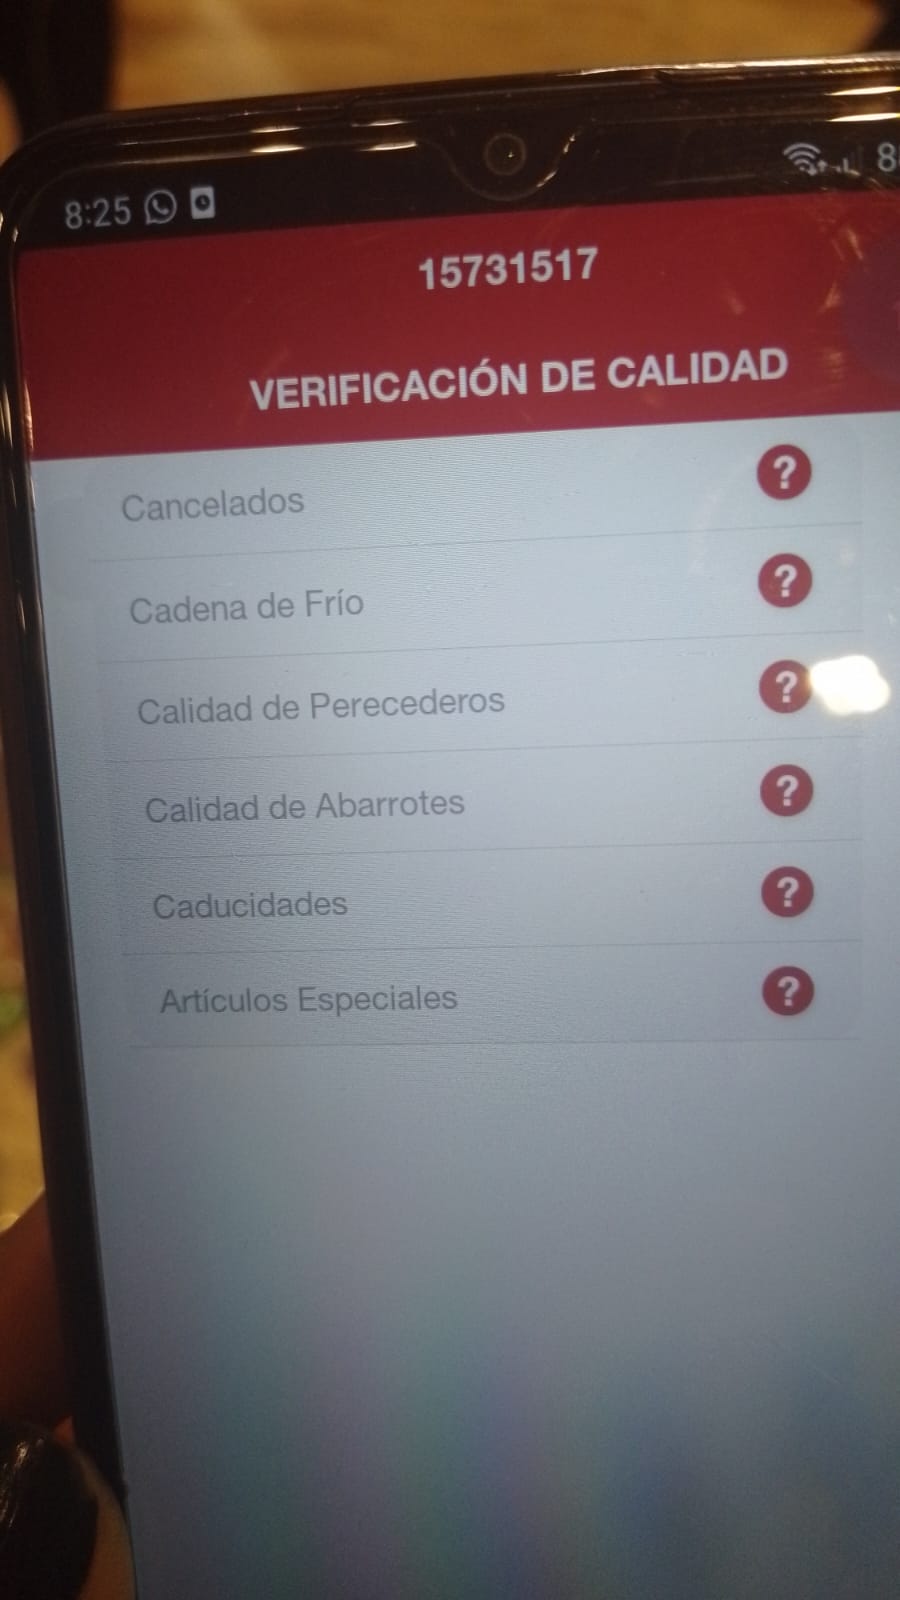 8:25
15731517
VERIFICACIÓN DE CALIDAD
Cancelados ?
Cadena de Frío ?
Calidad de Perecederos ?
Calidad de Abarrotes ?
Caducidades ?
Artículos Especiales ?